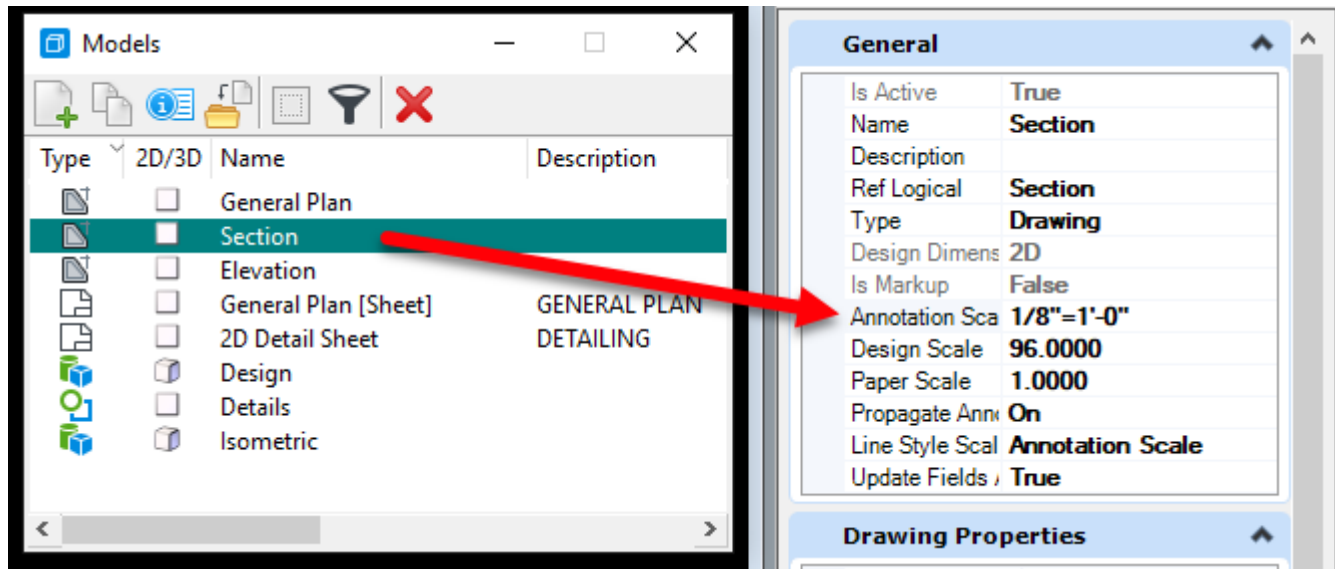 Models
Type 2D/3D Name Description
General Plan
Section
Elevation
General Plan [Sheet] GENERAL PLAN
2D Detail Sheet DETAILING
Design
Details
Isometric
General
Is Active True
Name Section
Description
Ref Logical Section
Type Drawing
Design Dimens 2D
Is Markup False
Annotation Sca 1/8"=1'-0"
Design Scale 96.0000
Paper Scale 1.0000
Propagate Anno On
Line Style Scal Annotation Scale
Update Fields True
Drawing Properties